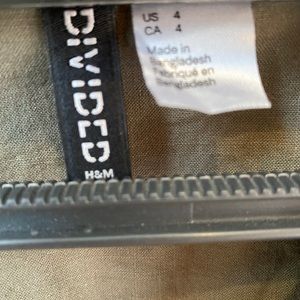 DIVIDED
H&M
US 4
CA 4
Made in
Bangladesh
Fabriqué en
Bangladesh